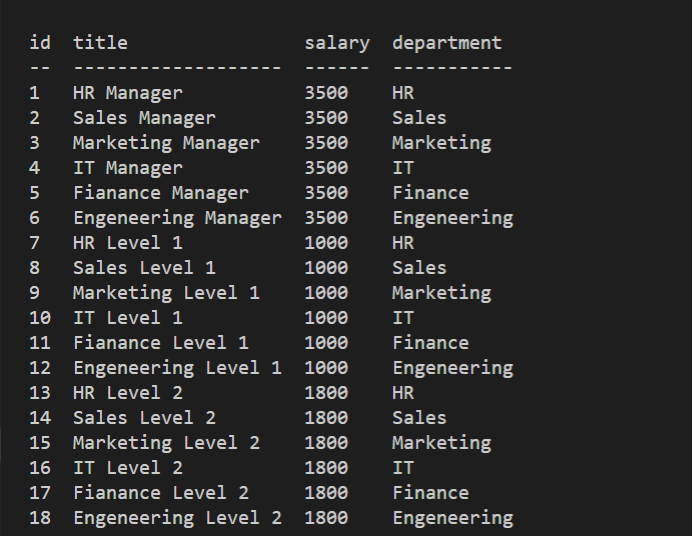 id  title                salary  department
--  -------------------  ------  -----------
1   HR Manager           3500    HR
2   Sales Manager        3500    Sales
3   Marketing Manager    3500    Marketing
4   IT Manager           3500    IT
5   Fianance Manager     3500    Finance
6   Engeneering Manager  3500    Engeneering
7   HR Level 1           1000    HR
8   Sales Level 1        1000    Sales
9   Marketing Level 1    1000    Marketing
10  IT Level 1           1000    IT
11  Fianance Level 1     1000    Finance
12  Engeneering Level 1  1000    Engeneering
13  HR Level 2           1800    HR
14  Sales Level 2        1800    Sales
15  Marketing Level 2    1800    Marketing
16  IT Level 2           1800    IT
17  Fianance Level 2     1800    Finance
18  Engeneering Level 2  1800    Engeneering